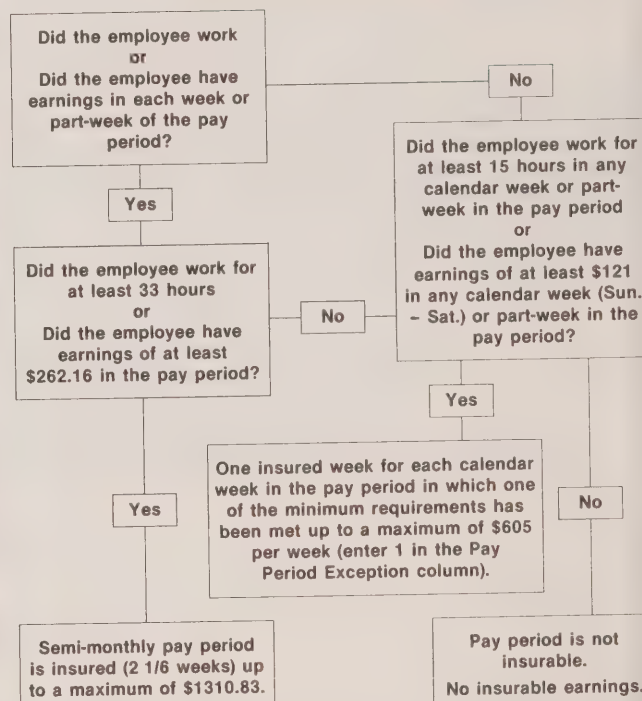 Did the employee work
or
Did the employee have
earnings in each week or
part-week of the pay
period?
No
Yes
Did the employee work for
at least 15 hours in any
calendar week or part-
week in the pay period
or
Did the employee have
earnings of at least $121
in any calendar week (Sun.
– Sat.) or part-week in the
pay period?
Did the employee work for
at least 33 hours
or
Did the employee have
earnings of at least
$262.16 in the pay period?
No
Yes
One insured week for each calendar
week in the pay period in which one
of the minimum requirements has
been met up to a maximum of $605
per week (enter 1 in the Pay
Period Exception column).
Yes
No
Semi-monthly pay period
is insured (2 1/6 weeks) up
to a maximum of $1310.83.
Pay period is not
insurable.
No insurable earnings.